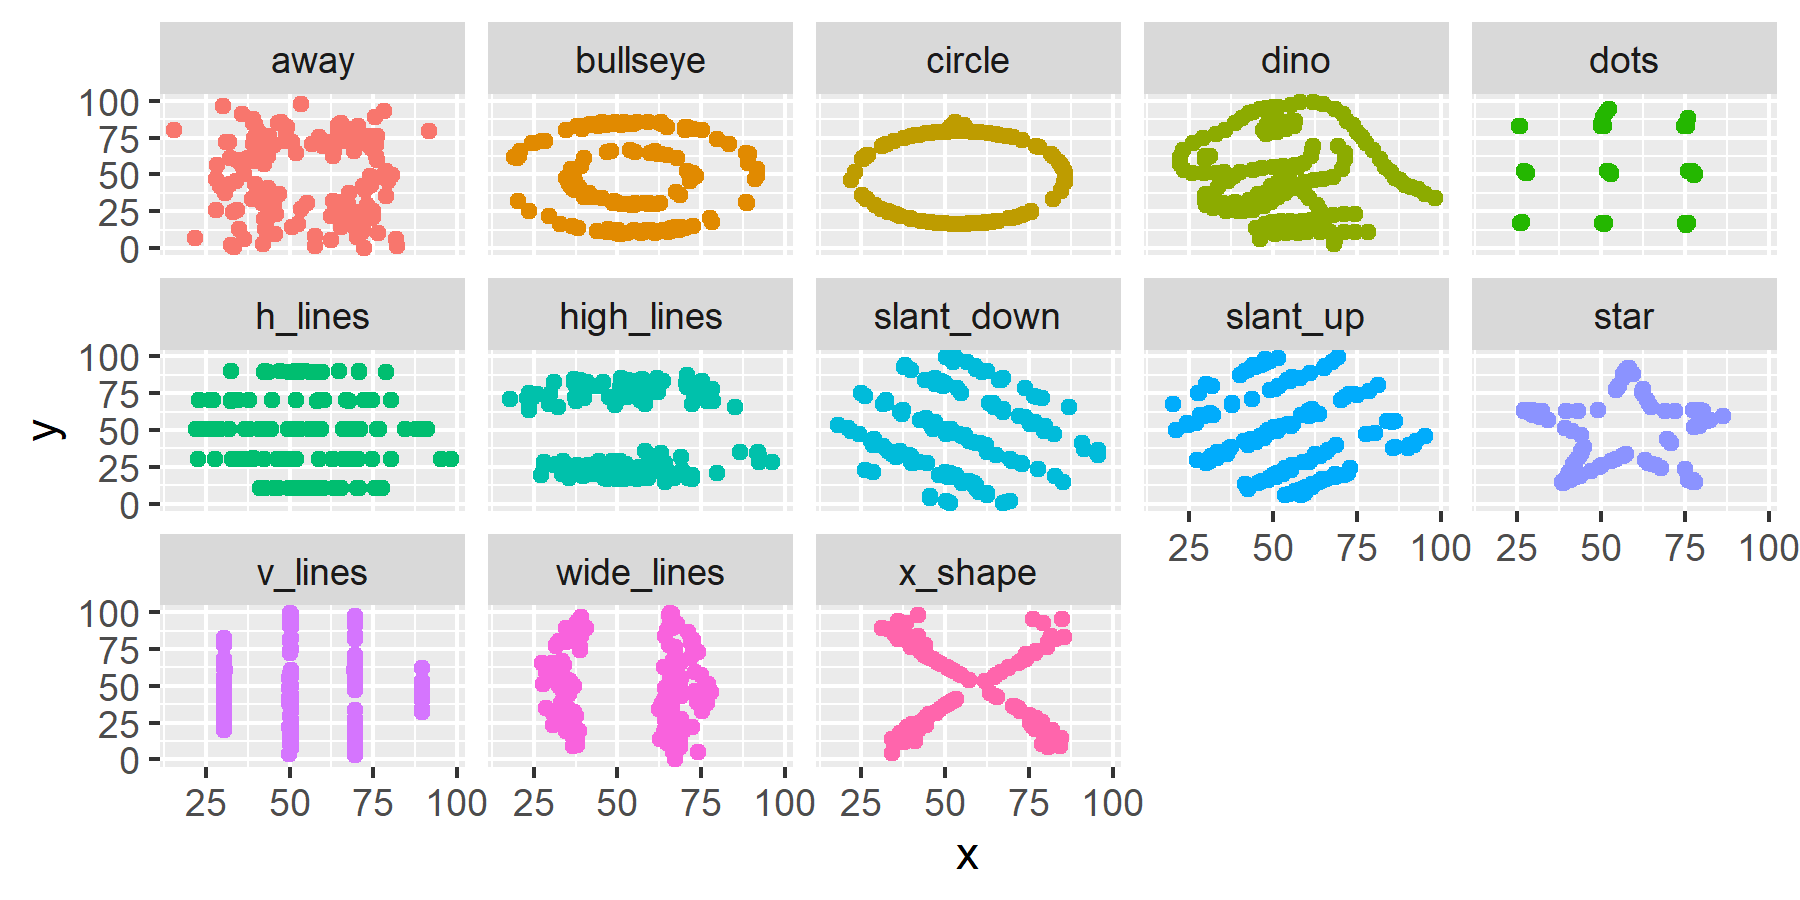 away bullseye circle dino dots
100
75
50
25
0
h_lines high_lines slant_down slant_up star
100
75
50
25
0
25 50 75 100 25 50 75 100
v_lines wide_lines x_shape
100
75
50
25
0
25 50 75 100 25 50 75 100 25 50 75 100
x
y